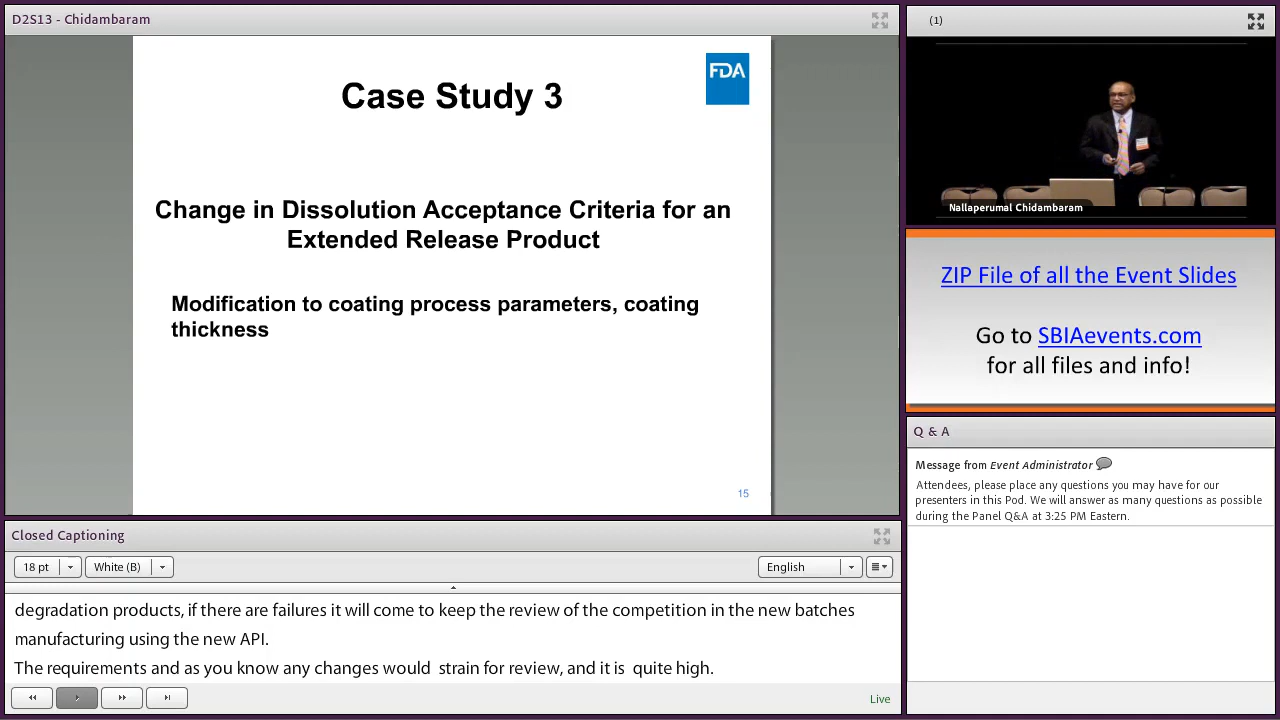 D2S13 - Chidambaram
FDA
Case Study 3
Change in Dissolution Acceptance Criteria for an
Extended Release Product
Modification to coating process parameters, coating
thickness
15
(1)
Nallaperumal Chidambaram
ZIP File of all the Event Slides
Go to SBIAevents.com
for all files and info!
Q & A
Message from Event Administrator
Attendees, please place any questions you may have for our
presenters in this Pod. We will answer as many questions as possible
during the Panel Q&A at 3:25 PM Eastern.
Closed Captioning
18 pt
White (B)
English
degradation products, if there are failures it will come to keep the review of the competition in the new batches
manufacturing using the new API.
The requirements and as you know any changes would  strain for review, and it is  quite high.
Live